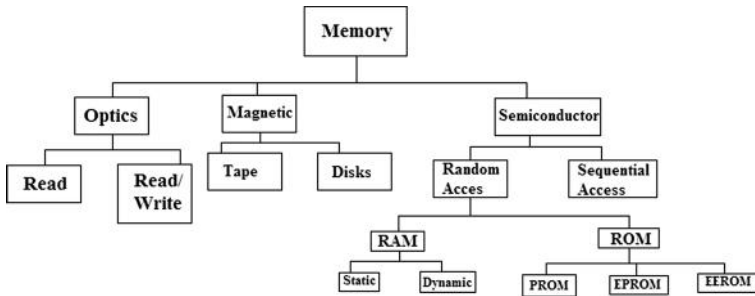 Memory
Optics
Magnetic
Semiconductor
Read
Read/
Write
Tape
Disks
Random
Acces
Sequential
Access
RAM
ROM
Static
Dynamic
PROM
EPROM
EEROM